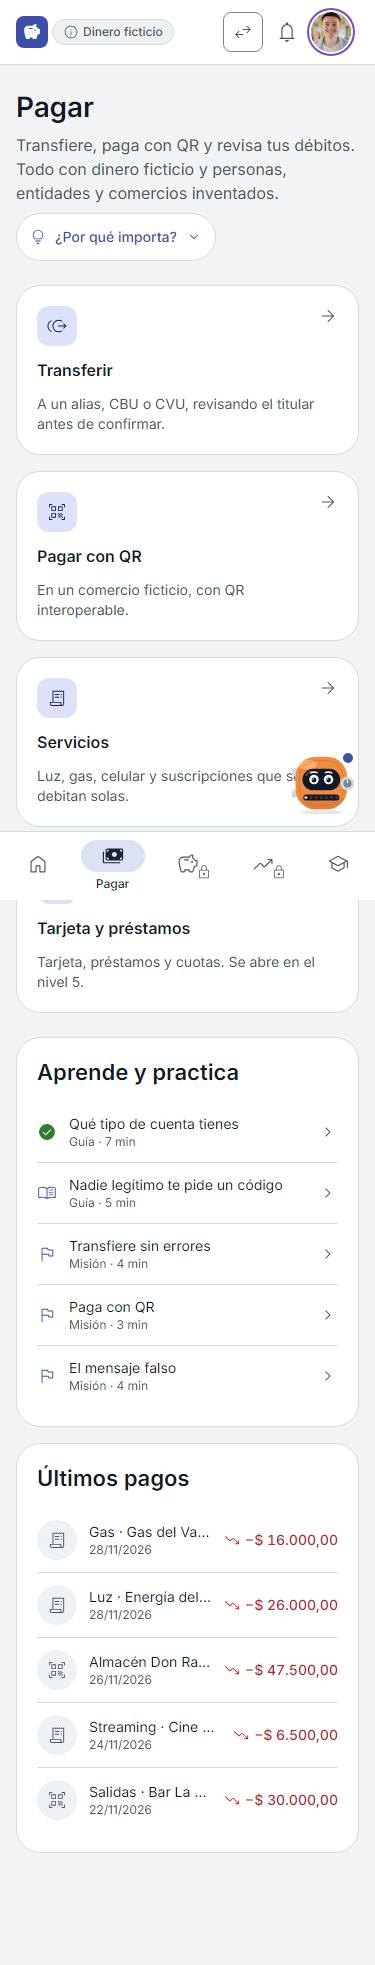 Dinero ficticio
Pagar
Transfiere, paga con QR y revisa tus débitos.
Todo con dinero ficticio y personas,
entidades y comercios inventados.
¿Por qué importa?
Transferir
A un alias, CBU o CVU, revisando el titular
antes de confirmar.
Pagar con QR
En un comercio ficticio, con QR
interoperable.
Servicios
Luz, gas, celular y suscripciones que
debitan solas.
Pagar
Tarjeta y préstamos
Tarjeta, préstamos y cuotas. Se abre en el
nivel 5.
Aprende y practica
Qué tipo de cuenta tienes
Guía · 7 min
Nadie legítimo te pide un código
Guía · 5 min
Transfiere sin errores
Misión · 4 min
Paga con QR
Misión · 3 min
El mensaje falso
Misión · 4 min
Últimos pagos
Gas · Gas del Va... −$ 16.000,00
28/11/2026
Luz · Energía del... −$ 26.000,00
28/11/2026
Almacén Don Ra... −$ 47.500,00
26/11/2026
Streaming · Cine ... −$ 6.500,00
24/11/2026
Salidas · Bar La ... −$ 30.000,00
22/11/2026